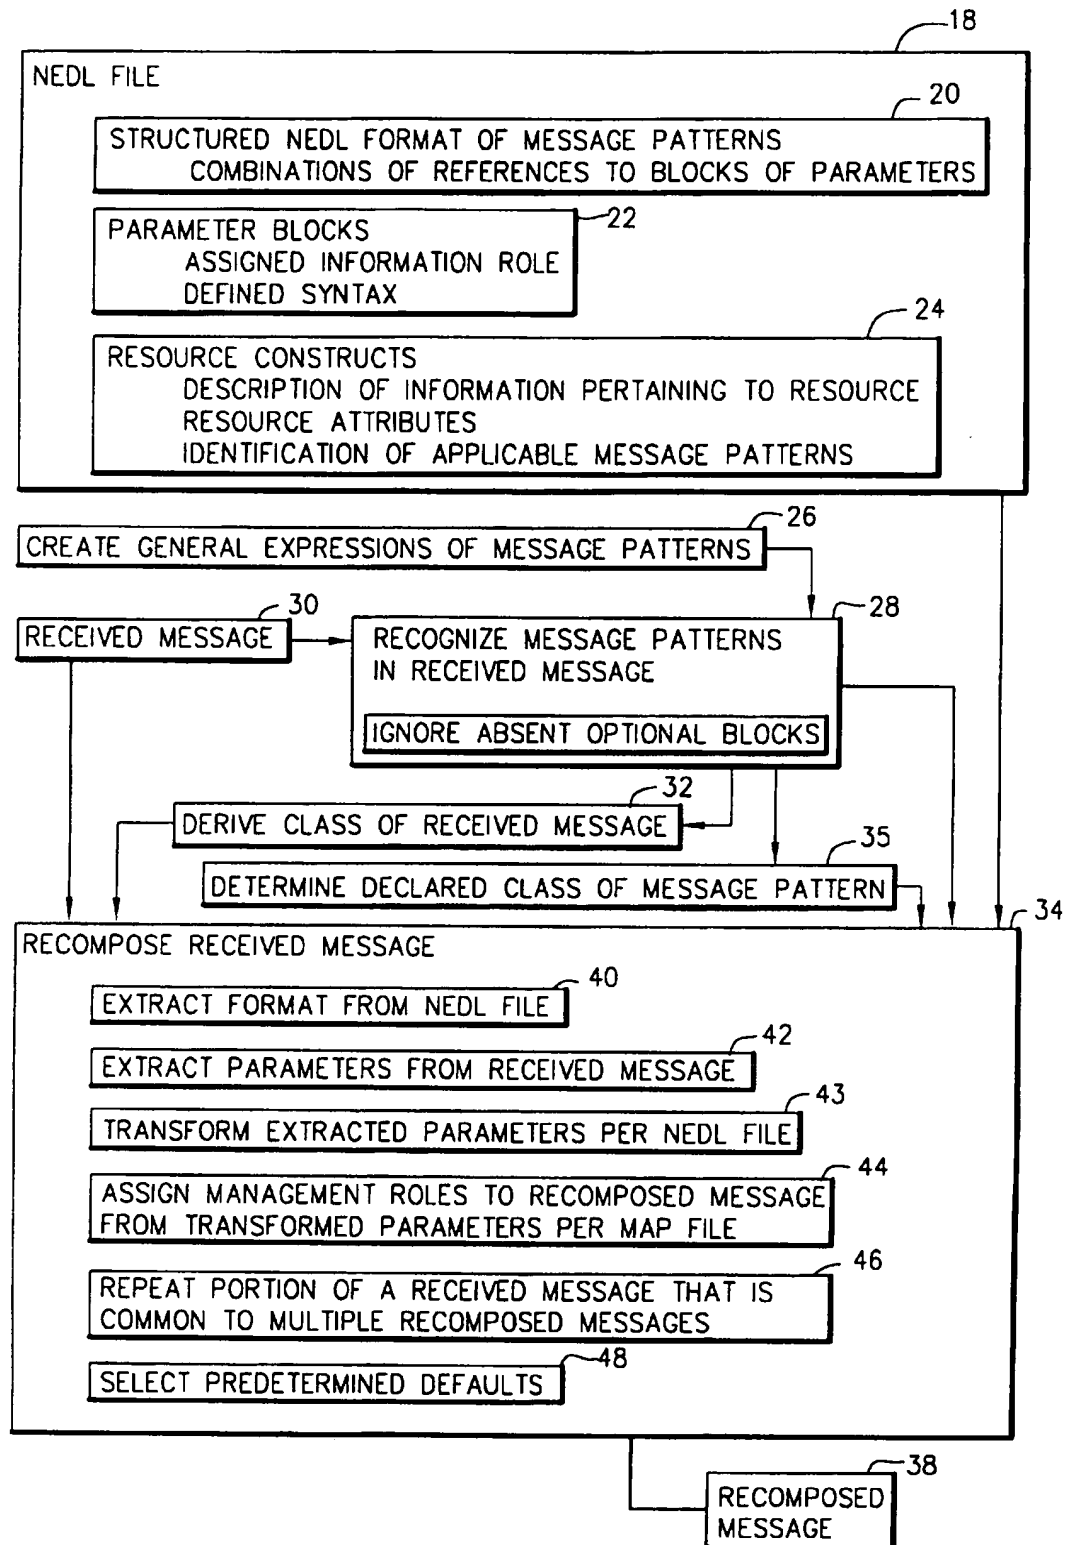 18
NEDL FILE
20
STRUCTURED NEDL FORMAT OF MESSAGE PATTERNS
COMBINATIONS OF REFERENCES TO BLOCKS OF PARAMETERS
22
PARAMETER BLOCKS
ASSIGNED INFORMATION ROLE
DEFINED SYNTAX
24
RESOURCE CONSTRUCTS
DESCRIPTION OF INFORMATION PERTAINING TO RESOURCE
RESOURCE ATTRIBUTES
IDENTIFICATION OF APPLICABLE MESSAGE PATTERNS
26
CREATE GENERAL EXPRESSIONS OF MESSAGE PATTERNS
30
RECEIVED MESSAGE
28
RECOGNIZE MESSAGE PATTERNS
IN RECEIVED MESSAGE
IGNORE ABSENT OPTIONAL BLOCKS
32
DERIVE CLASS OF RECEIVED MESSAGE
35
DETERMINE DECLARED CLASS OF MESSAGE PATTERN
34
RECOMPOSE RECEIVED MESSAGE
40
EXTRACT FORMAT FROM NEDL FILE
42
EXTRACT PARAMETERS FROM RECEIVED MESSAGE
43
TRANSFORM EXTRACTED PARAMETERS PER NEDL FILE
44
ASSIGN MANAGEMENT ROLES TO RECOMPOSED MESSAGE
FROM TRANSFORMED PARAMETERS PER MAP FILE
46
REPEAT PORTION OF A RECEIVED MESSAGE THAT IS
COMMON TO MULTIPLE RECOMPOSED MESSAGES
48
SELECT PREDETERMINED DEFAULTS
38
RECOMPOSED
MESSAGE